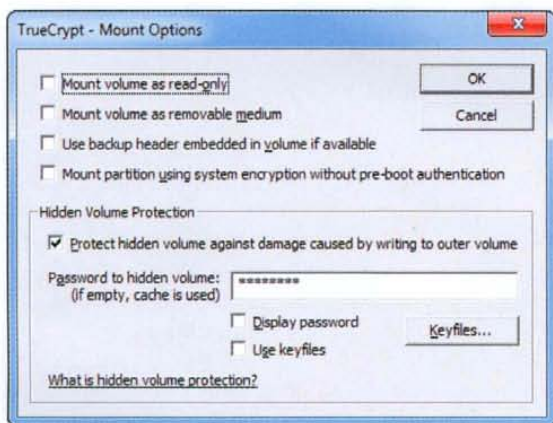 TrueCrypt - Mount Options
Mount volume as read-only
OK
Mount volume as removable medium
Cancel
Use backup header embedded in volume if available
Mount partition using system encryption without pre-boot authentication
Hidden Volume Protection
Protect hidden volume against damage caused by writing to outer volume
Password to hidden volume:
(if empty, cache is used)
********
Display password
Keyfiles...
Use keyfiles
What is hidden volume protection?